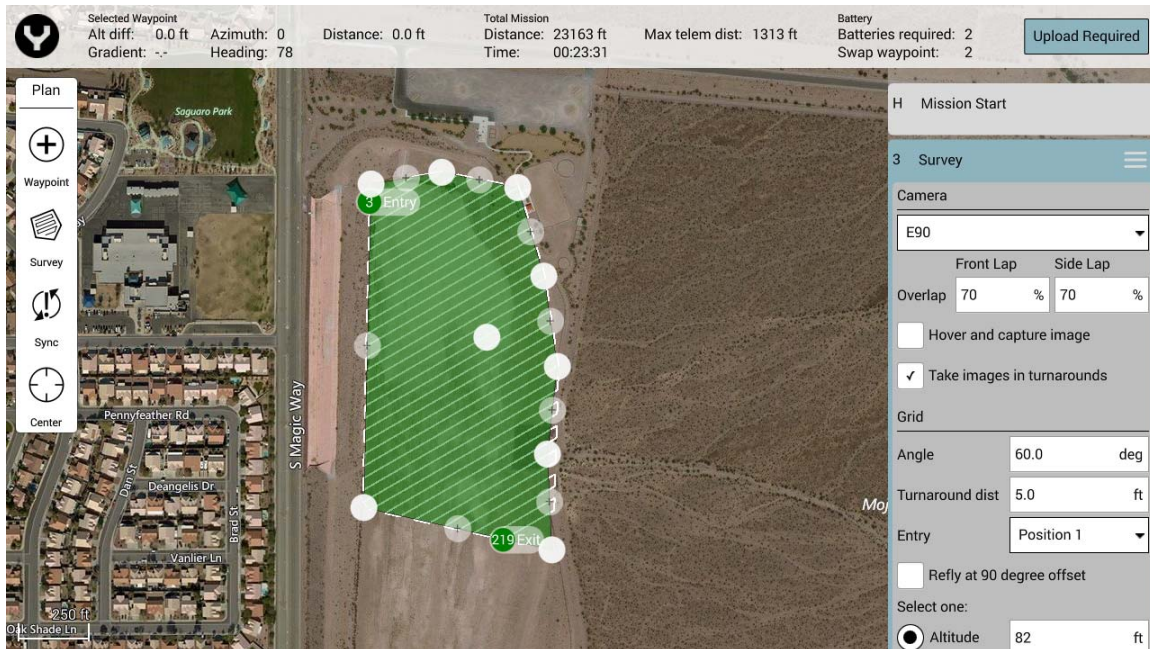 Selected Waypoint
Alt diff: 0.0 ft Azimuth: 0 Distance: 0.0 ft
Gradient: -.- Heading: 78
Total Mission
Distance: 23163 ft Max telem dist: 1313 ft
Time: 00:23:31
Battery
Batteries required: 2
Swap waypoint: 2
Upload Required
Plan
Waypoint
Survey
Sync
Center
Saguaro Park
3 Entry
219 Exit
S Magic Way
Pennyfeather Rd
Dan St
Deangelis Dr
Brad St
Vanlier Ln
250 ft
Oak Shade Ln
Moj
H Mission Start
3 Survey
Camera
E90
Front Lap Side Lap
Overlap 70 % 70 %
Hover and capture image
✓ Take images in turnarounds
Grid
Angle 60.0 deg
Turnaround dist 5.0 ft
Entry Position 1
Refly at 90 degree offset
Select one:
Altitude 82 ft